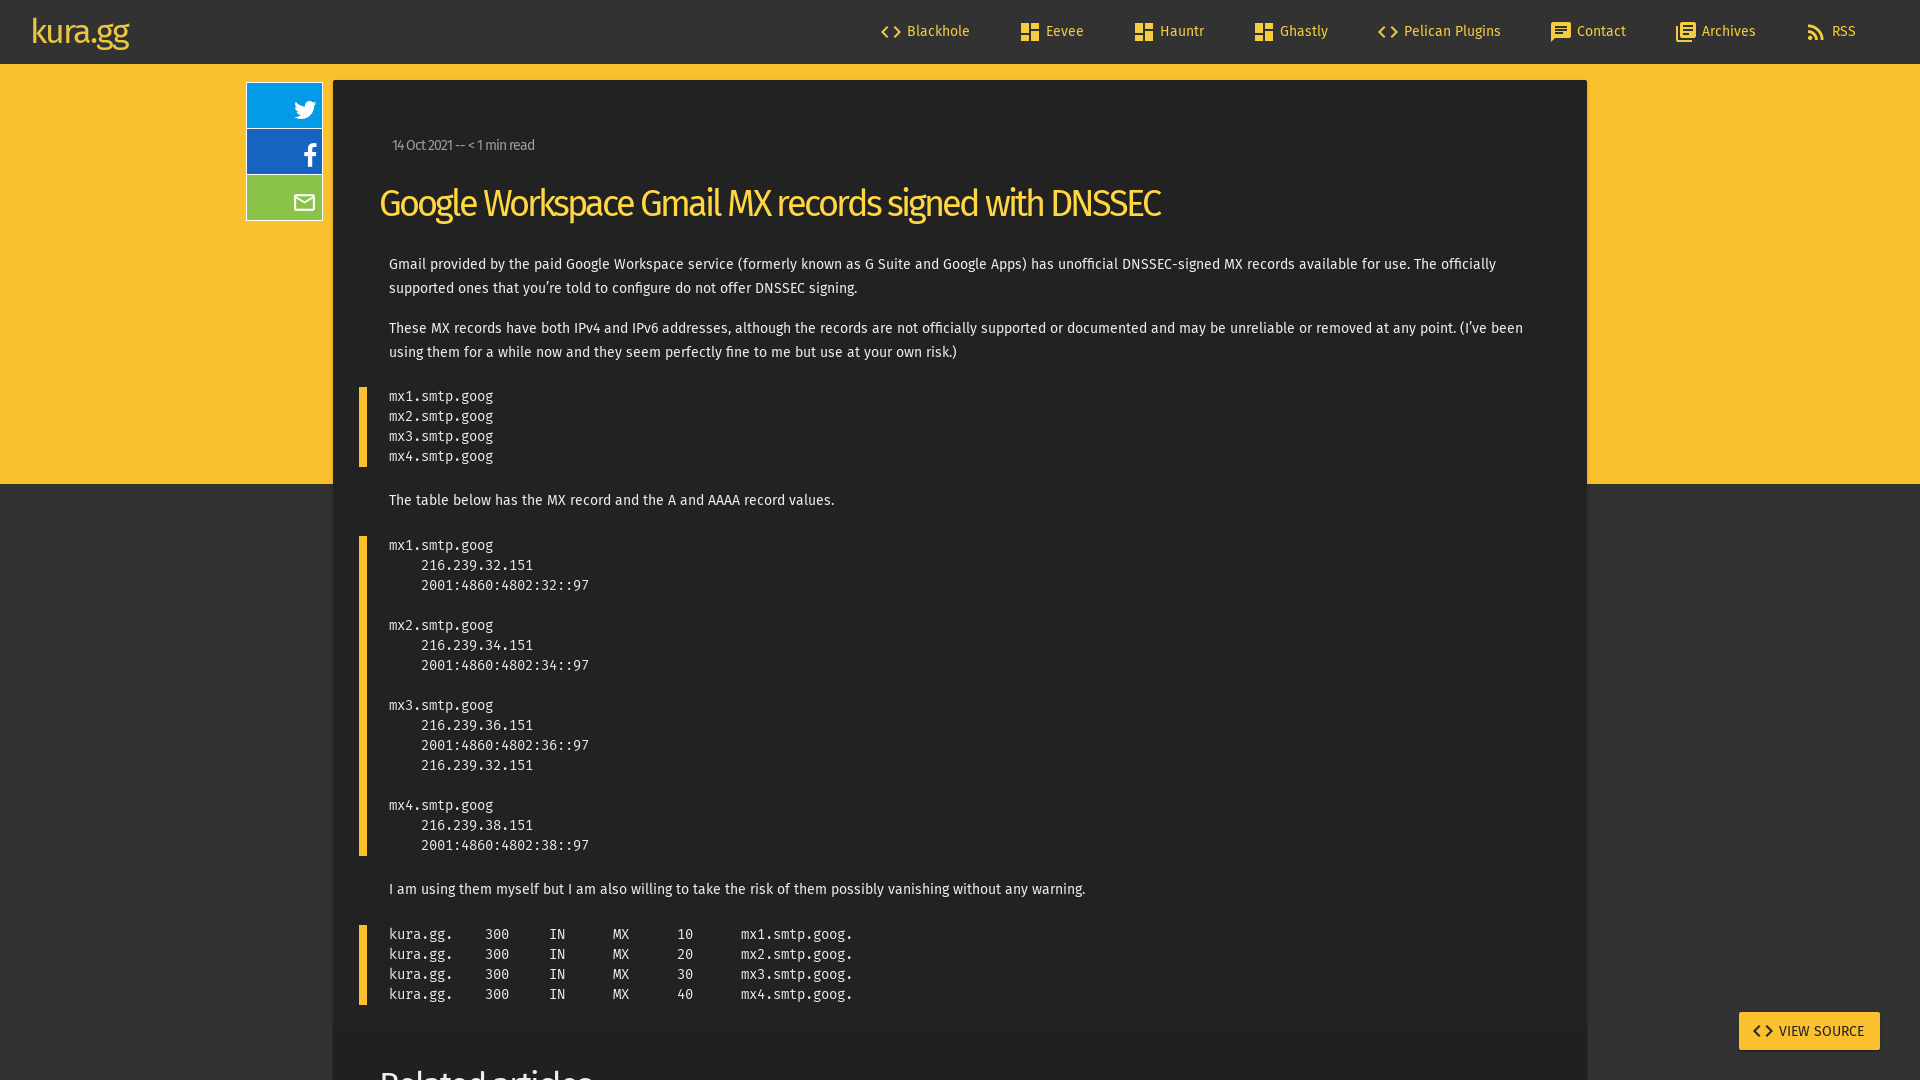 kura.gg
Blackhole
Eevee
Hauntr
Ghastly
Pelican Plugins
Contact
Archives
RSS
14 Oct 2021 -- < 1 min read
Google Workspace Gmail MX records signed with DNSSEC
Gmail provided by the paid Google Workspace service (formerly known as G Suite and Google Apps) has unofficial DNSSEC-signed MX records available for use. The officially
supported ones that you’re told to configure do not offer DNSSEC signing.
These MX records have both IPv4 and IPv6 addresses, although the records are not officially supported or documented and may be unreliable or removed at any point. (I’ve been
using them for a while now and they seem perfectly fine to me but use at your own risk.)
mx1.smtp.goog
mx2.smtp.goog
mx3.smtp.goog
mx4.smtp.goog
The table below has the MX record and the A and AAAA record values.
mx1.smtp.goog
216.239.32.151
2001:4860:4802:32::97
mx2.smtp.goog
216.239.34.151
2001:4860:4802:34::97
mx3.smtp.goog
216.239.36.151
2001:4860:4802:36::97
216.239.32.151
mx4.smtp.goog
216.239.38.151
2001:4860:4802:38::97
I am using them myself but I am also willing to take the risk of them possibly vanishing without any warning.
kura.gg. 300 IN MX 10 mx1.smtp.goog.
kura.gg. 300 IN MX 20 mx2.smtp.goog.
kura.gg. 300 IN MX 30 mx3.smtp.goog.
kura.gg. 300 IN MX 40 mx4.smtp.goog.
VIEW SOURCE
Related articles